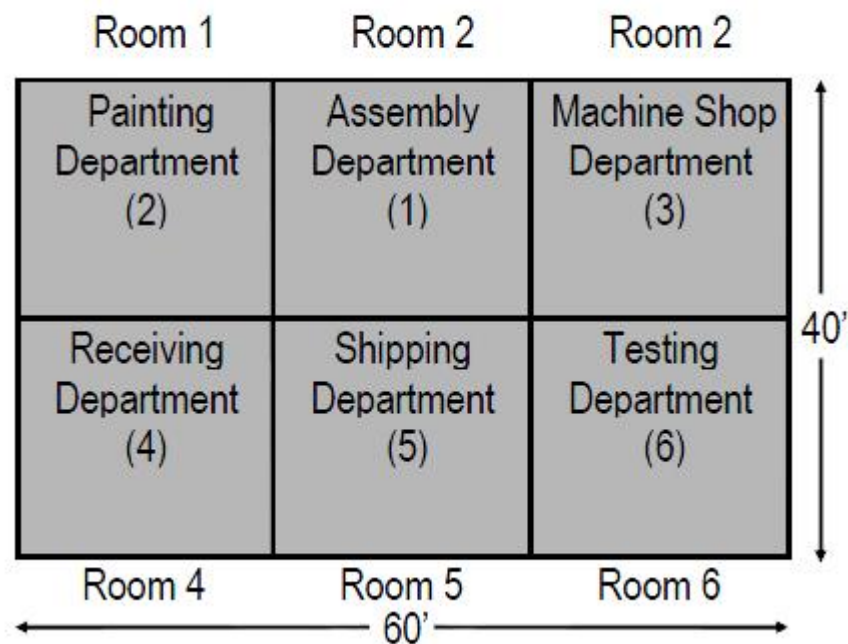 Room 1 Room 2 Room 2
Painting Department (2)
Assembly Department (1)
Machine Shop Department (3)
40’
Receiving Department (4)
Shipping Department (5)
Testing Department (6)
Room 4 Room 5 Room 6
60’